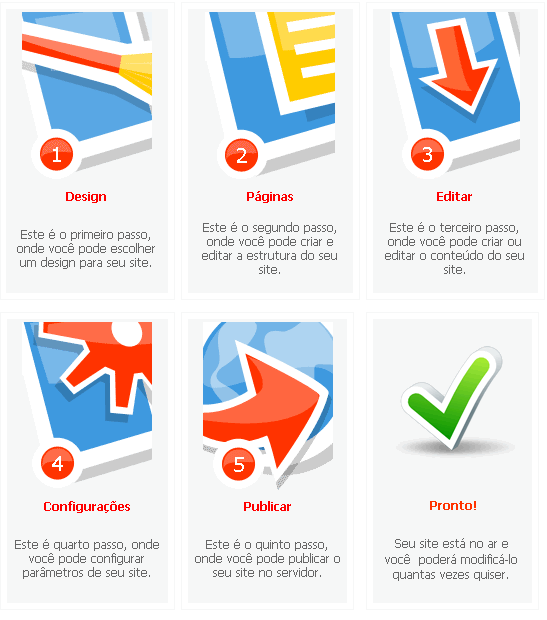 1
Design
Este é o primeiro passo,
onde você pode escolher
um design para seu site.
2
Páginas
Este é o segundo passo,
onde você pode criar e
editar a estrutura do seu
site.
3
Editar
Este é o terceiro passo,
onde você pode criar ou
editar o conteúdo do seu
site.
4
Configurações
Este é quarto passo, onde
você pode configurar
parâmetros de seu site.
5
Publicar
Este é o quinto passo,
onde você pode publicar o
seu site no servidor.
Pronto!
Seu site está no ar e
você  poderá modificá-lo
quantas vezes quiser.